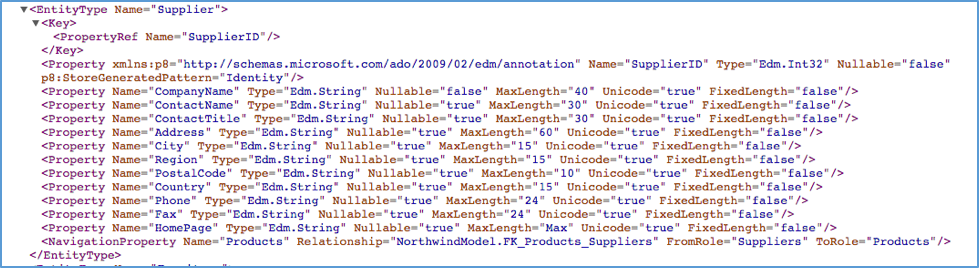 ▼<EntityType Name="Supplier">
▼<Key>
<PropertyRef Name="SupplierID"/>
</Key>
<Property xmlns:p8="http://schemas.microsoft.com/ado/2009/02/edm/annotation" Name="SupplierID" Type="Edm.Int32" Nullable="false"
p8:StoreGeneratedPattern="Identity"/>
<Property Name="CompanyName" Type="Edm.String" Nullable="false" MaxLength="40" Unicode="true" FixedLength="false"/>
<Property Name="ContactName" Type="Edm.String" Nullable="true" MaxLength="30" Unicode="true" FixedLength="false"/>
<Property Name="ContactTitle" Type="Edm.String" Nullable="true" MaxLength="30" Unicode="true" FixedLength="false"/>
<Property Name="Address" Type="Edm.String" Nullable="true" MaxLength="60" Unicode="true" FixedLength="false"/>
<Property Name="City" Type="Edm.String" Nullable="true" MaxLength="15" Unicode="true" FixedLength="false"/>
<Property Name="Region" Type="Edm.String" Nullable="true" MaxLength="15" Unicode="true" FixedLength="false"/>
<Property Name="PostalCode" Type="Edm.String" Nullable="true" MaxLength="10" Unicode="true" FixedLength="false"/>
<Property Name="Country" Type="Edm.String" Nullable="true" MaxLength="15" Unicode="true" FixedLength="false"/>
<Property Name="Phone" Type="Edm.String" Nullable="true" MaxLength="24" Unicode="true" FixedLength="false"/>
<Property Name="Fax" Type="Edm.String" Nullable="true" MaxLength="24" Unicode="true" FixedLength="false"/>
<Property Name="HomePage" Type="Edm.String" Nullable="true" MaxLength="Max" Unicode="true" FixedLength="false"/>
<NavigationProperty Name="Products" Relationship="NorthwindModel.FK_Products_Suppliers" FromRole="Suppliers" ToRole="Products"/>
</EntityType>